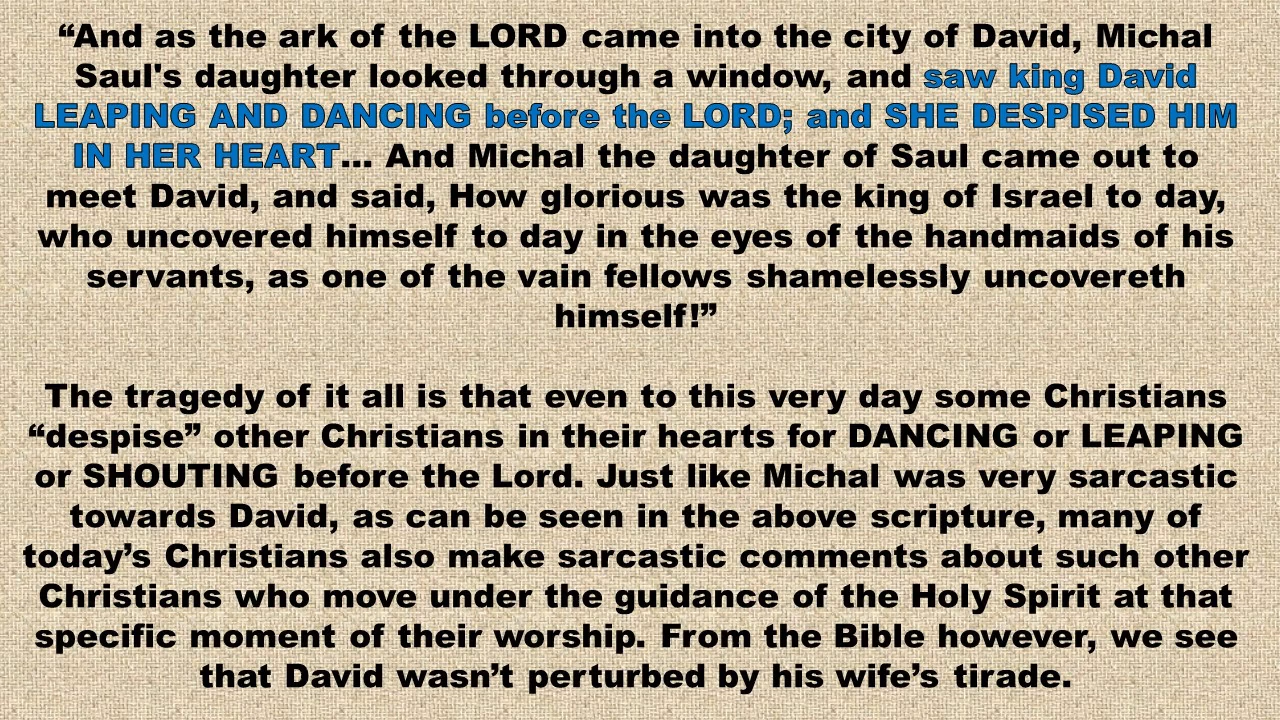 “And as the ark of the LORD came into the city of David, Michal
Saul's daughter looked through a window, and saw king David
LEAPING AND DANCING before the LORD; and SHE DESPISED HIM
IN HER HEART... And Michal the daughter of Saul came out to
meet David, and said, How glorious was the king of Israel to day,
who uncovered himself to day in the eyes of the handmaids of his
servants, as one of the vain fellows shamelessly uncovereth
himself!”
The tragedy of it all is that even to this very day some Christians
“despise” other Christians in their hearts for DANCING or LEAPING
or SHOUTING before the Lord. Just like Michal was very sarcastic
towards David, as can be seen in the above scripture, many of
today’s Christians also make sarcastic comments about such other
Christians who move under the guidance of the Holy Spirit at that
specific moment of their worship. From the Bible however, we see
that David wasn’t perturbed by his wife’s tirade.